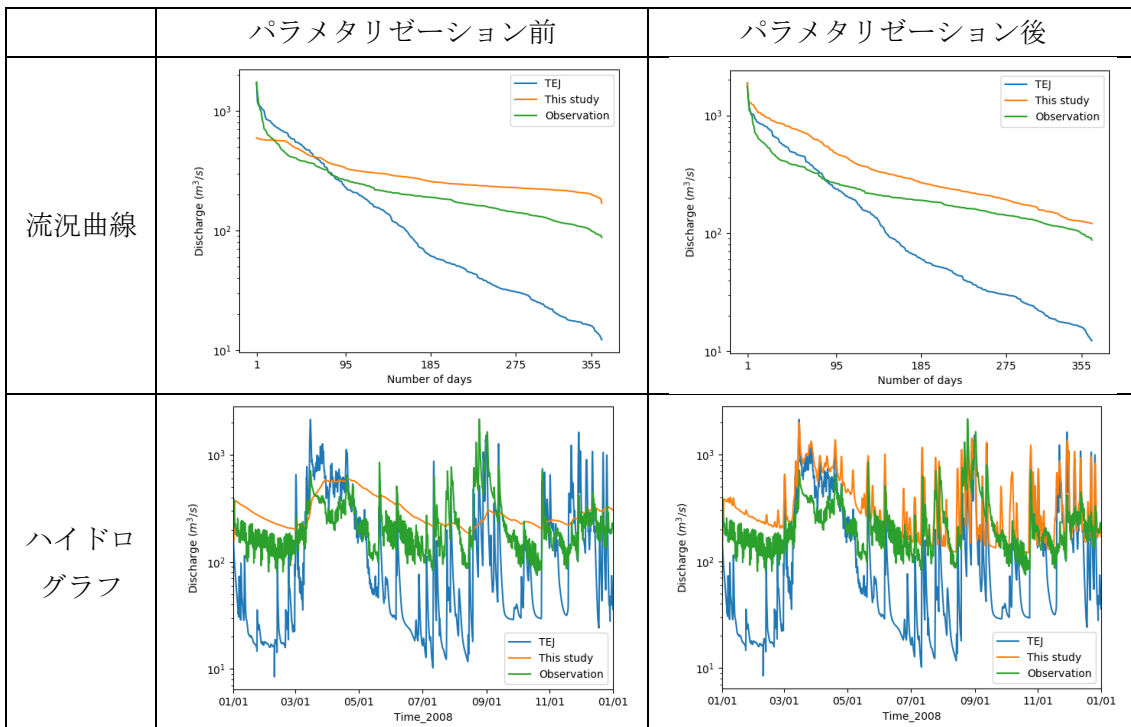 パラメタリゼーション前
パラメタリゼーション後
流況曲線
10³
10²
10¹
Discharge (m³/s)
TEJ
This study
Observation
1
95
185
275
355
Number of days
10³
10²
10¹
Discharge (m³/s)
TEJ
This study
Observation
1
95
185
275
355
Number of days
ハイドロ
グラフ
10³
10²
10¹
Discharge (m³/s)
TEJ
This study
Observation
01/01
03/01
05/01
07/01
09/01
11/01
01/01
Time_2008
10³
10²
10¹
Discharge (m³/s)
TEJ
This study
Observation
01/01
03/01
05/01
07/01
09/01
11/01
01/01
Time_2008